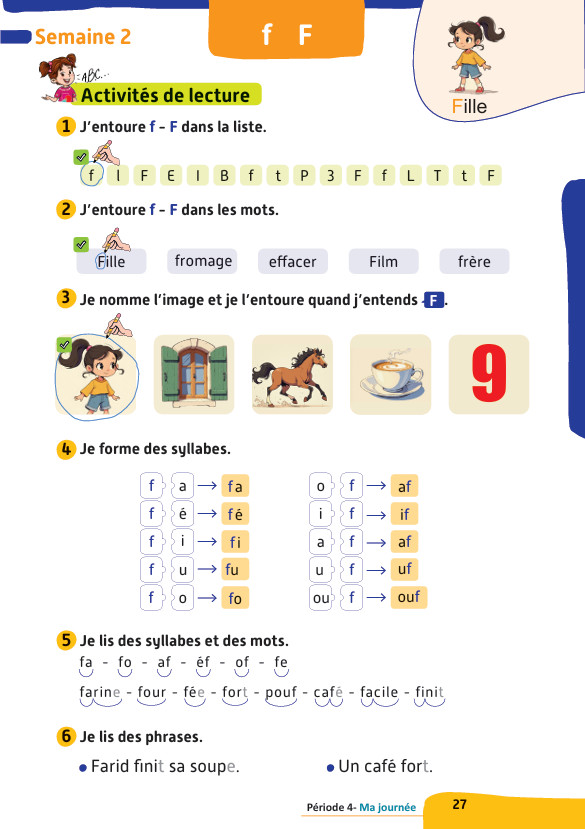 Semaine 2
f F
Fille
ABC...
Activités de lecture
1 J'entoure f - F dans la liste.
f l F E I B f t P 3 F f L T t F
2 J'entoure f - F dans les mots.
Fille fromage effacer Film frère
3 Je nomme l'image et je l'entoure quand j'entends F.
9
4 Je forme des syllabes.
f a → fa o f → af
f é → fé i f → if
f i → fi a f → af
f u → fu u f → uf
f o → fo ou f → ouf
5 Je lis des syllabes et des mots.
fa - fo - af - éf - of - fe
farine - four - fée - fort - pouf - café - facile - finit
6 Je lis des phrases.
• Farid finit sa soupe. • Un café fort.
Période 4- Ma journée 27